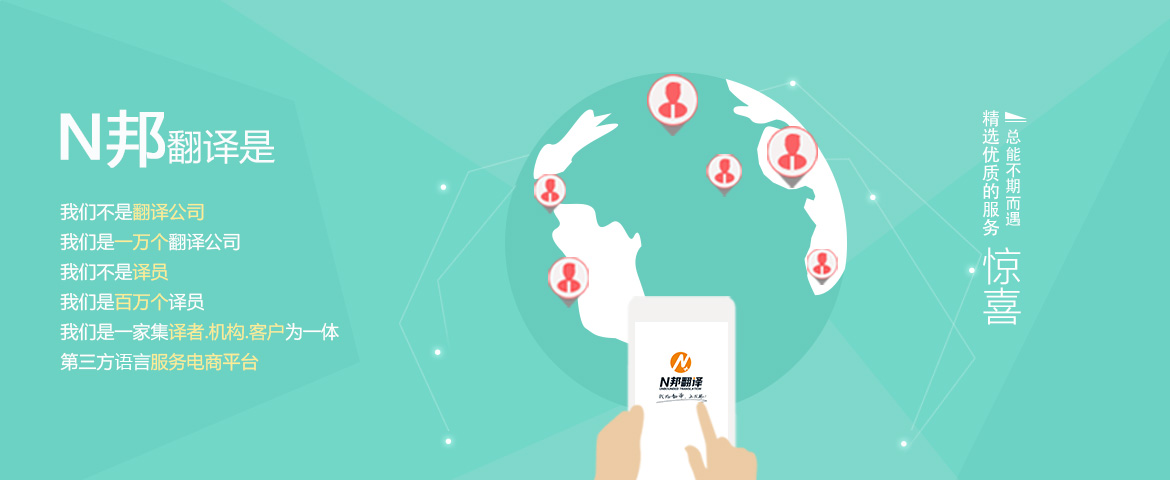 N邦翻译是
我们不是翻译公司
我们是一万个翻译公司
我们不是译员
我们是百万个译员
我们是一家集译者.机构.客户为一体
第三方语言服务电商平台
总能不期而遇
精选优质的服务
惊喜
N邦翻译